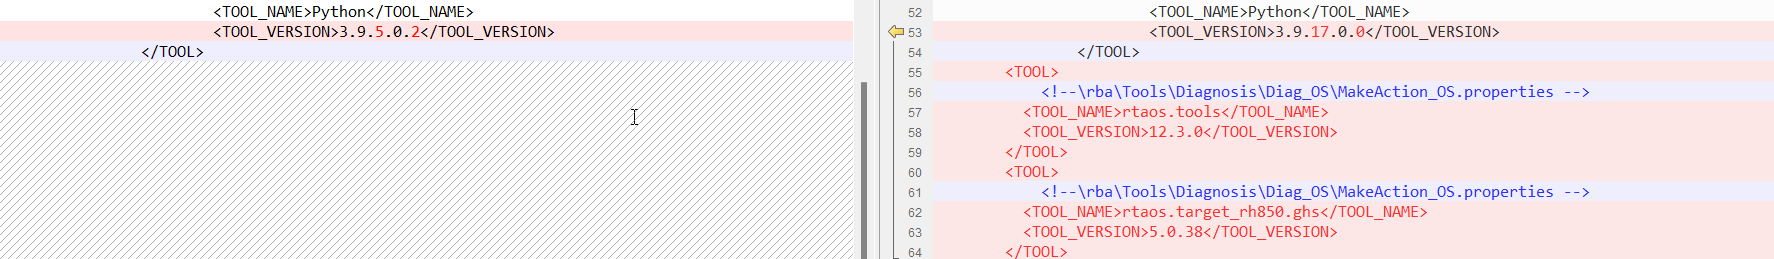 <TOOL_NAME>Python</TOOL_NAME>
<TOOL_VERSION>3.9.5.0.2</TOOL_VERSION>
</TOOL>
52 <TOOL_NAME>Python</TOOL_NAME>
53 <TOOL_VERSION>3.9.17.0.0</TOOL_VERSION>
54 </TOOL>
55 <TOOL>
56 <!--\rba\Tools\Diagnosis\Diag_OS\MakeAction_OS.properties -->
57 <TOOL_NAME>rtaos.tools</TOOL_NAME>
58 <TOOL_VERSION>12.3.0</TOOL_VERSION>
59 </TOOL>
60 <TOOL>
61 <!--\rba\Tools\Diagnosis\Diag_OS\MakeAction_OS.properties -->
62 <TOOL_NAME>rtaos.target_rh850.ghs</TOOL_NAME>
63 <TOOL_VERSION>5.0.38</TOOL_VERSION>
64 </TOOL>